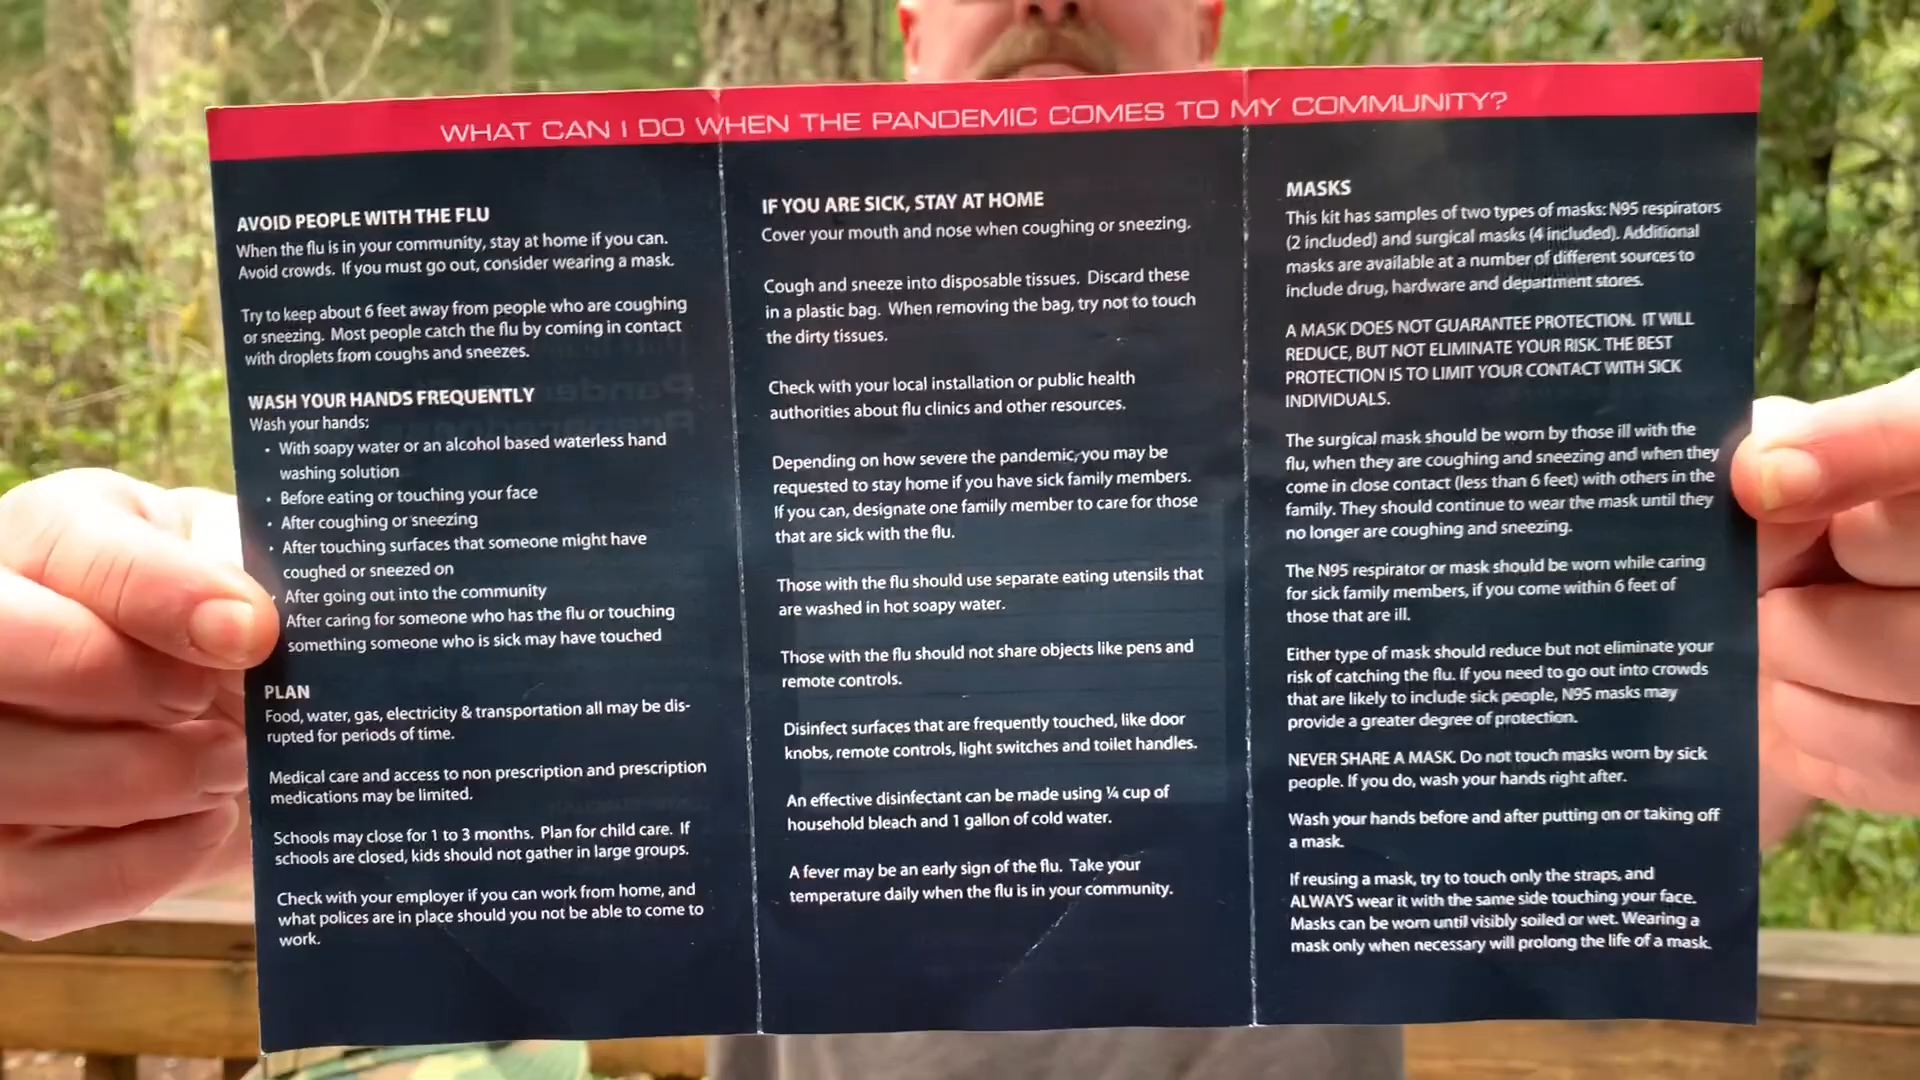 WHAT CAN I DO WHEN THE PANDEMIC COMES TO MY COMMUNITY?
AVOID PEOPLE WITH THE FLU
When the flu is in your community, stay at home if you can.
Avoid crowds. If you must go out, consider wearing a mask.
Try to keep about 6 feet away from people who are coughing
or sneezing. Most people catch the flu by coming in contact
with droplets from coughs and sneezes.
WASH YOUR HANDS FREQUENTLY
Wash your hands:
• With soapy water or an alcohol based waterless hand
washing solution
• Before eating or touching your face
• After coughing or sneezing
• After touching surfaces that someone might have
coughed or sneezed on
• After going out into the community
After caring for someone who has the flu or touching
something someone who is sick may have touched
PLAN
Food, water, gas, electricity & transportation all may be dis-
rupted for periods of time.
Medical care and access to non prescription and prescription
medications may be limited.
Schools may close for 1 to 3 months. Plan for child care. If
schools are closed, kids should not gather in large groups.
Check with your employer if you can work from home, and
what polices are in place should you not be able to come to
work.
IF YOU ARE SICK, STAY AT HOME
Cover your mouth and nose when coughing or sneezing.
Cough and sneeze into disposable tissues. Discard these
in a plastic bag. When removing the bag, try not to touch
the dirty tissues.
Check with your local installation or public health
authorities about flu clinics and other resources.
Depending on how severe the pandemic, you may be
requested to stay home if you have sick family members.
If you can, designate one family member to care for those
that are sick with the flu.
Those with the flu should use separate eating utensils that
are washed in hot soapy water.
Those with the flu should not share objects like pens and
remote controls.
Disinfect surfaces that are frequently touched, like door
knobs, remote controls, light switches and toilet handles.
An effective disinfectant can be made using ¼ cup of
household bleach and 1 gallon of cold water.
A fever may be an early sign of the flu. Take your
temperature daily when the flu is in your community.
MASKS
This kit has samples of two types of masks: N95 respirators
(2 included) and surgical masks (4 included). Additional
masks are available at a number of different sources to
include drug, hardware and department stores.
A MASK DOES NOT GUARANTEE PROTECTION. IT WILL
REDUCE, BUT NOT ELIMINATE YOUR RISK. THE BEST
PROTECTION IS TO LIMIT YOUR CONTACT WITH SICK
INDIVIDUALS.
The surgical mask should be worn by those ill with the
flu, when they are coughing and sneezing and when they
come in close contact (less than 6 feet) with others in the
family. They should continue to wear the mask until they
no longer are coughing and sneezing.
The N95 respirator or mask should be worn while caring
for sick family members, if you come within 6 feet of
those that are ill.
Either type of mask should reduce but not eliminate your
risk of catching the flu. If you need to go out into crowds
that are likely to include sick people, N95 masks may
provide a greater degree of protection.
NEVER SHARE A MASK. Do not touch masks worn by sick
people. If you do, wash your hands right after.
Wash your hands before and after putting on or taking off
a mask.
If reusing a mask, try to touch only the straps, and
ALWAYS wear it with the same side touching your face.
Masks can be worn until visibly soiled or wet. Wearing a
mask only when necessary will prolong the life of a mask.